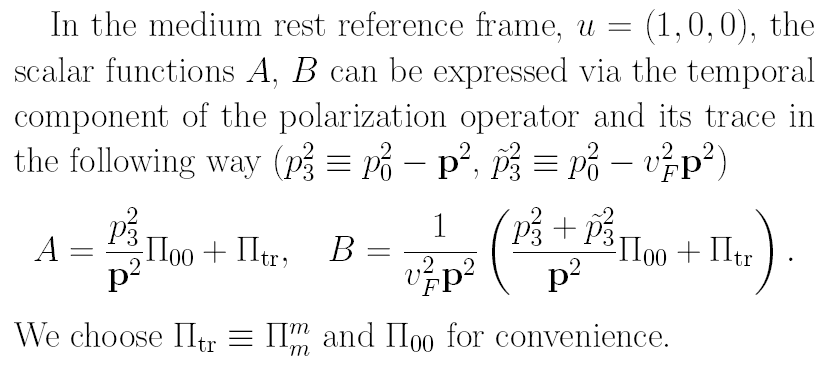 In the medium rest reference frame, $u = (1, 0, 0)$, the
scalar functions $A$, $B$ can be expressed via the temporal
component of the polarization operator and its trace in
the following way ($p_3^2 \equiv p_0^2 - \mathbf{p}^2$, $\tilde{p}_3^2 \equiv p_0^2 - v_F^2 \mathbf{p}^2$)
$A = \frac{p_3^2}{\mathbf{p}^2} \Pi_{00} + \Pi_{\mathrm{tr}}, \quad B = \frac{1}{v_F^2 \mathbf{p}^2} \left( \frac{p_3^2 + \tilde{p}_3^2}{\mathbf{p}^2} \Pi_{00} + \Pi_{\mathrm{tr}} \right).$
We choose $\Pi_{\mathrm{tr}} \equiv \Pi_m^m$ and $\Pi_{00}$ for convenience.